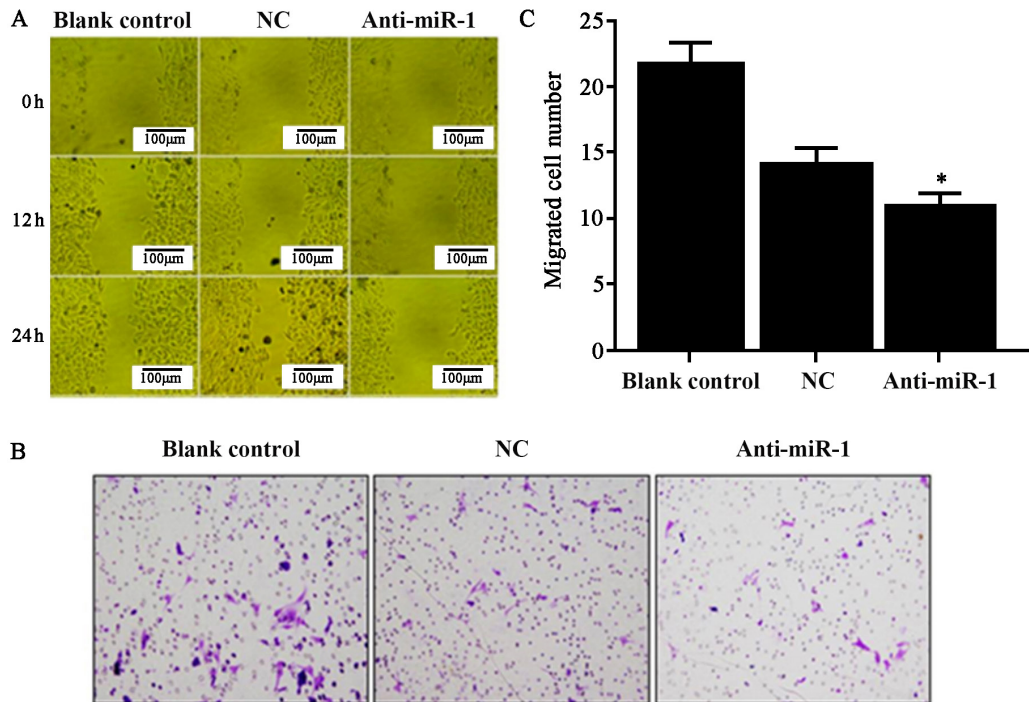 A
Blank control NC Anti-miR-1
0h
100μm 100μm 100μm
12h
100μm 100μm 100μm
24h
100μm 100μm 100μm
C
Migrated cell number
25
20
15
10
5
0
*
Blank control NC Anti-miR-1
B
Blank control NC Anti-miR-1